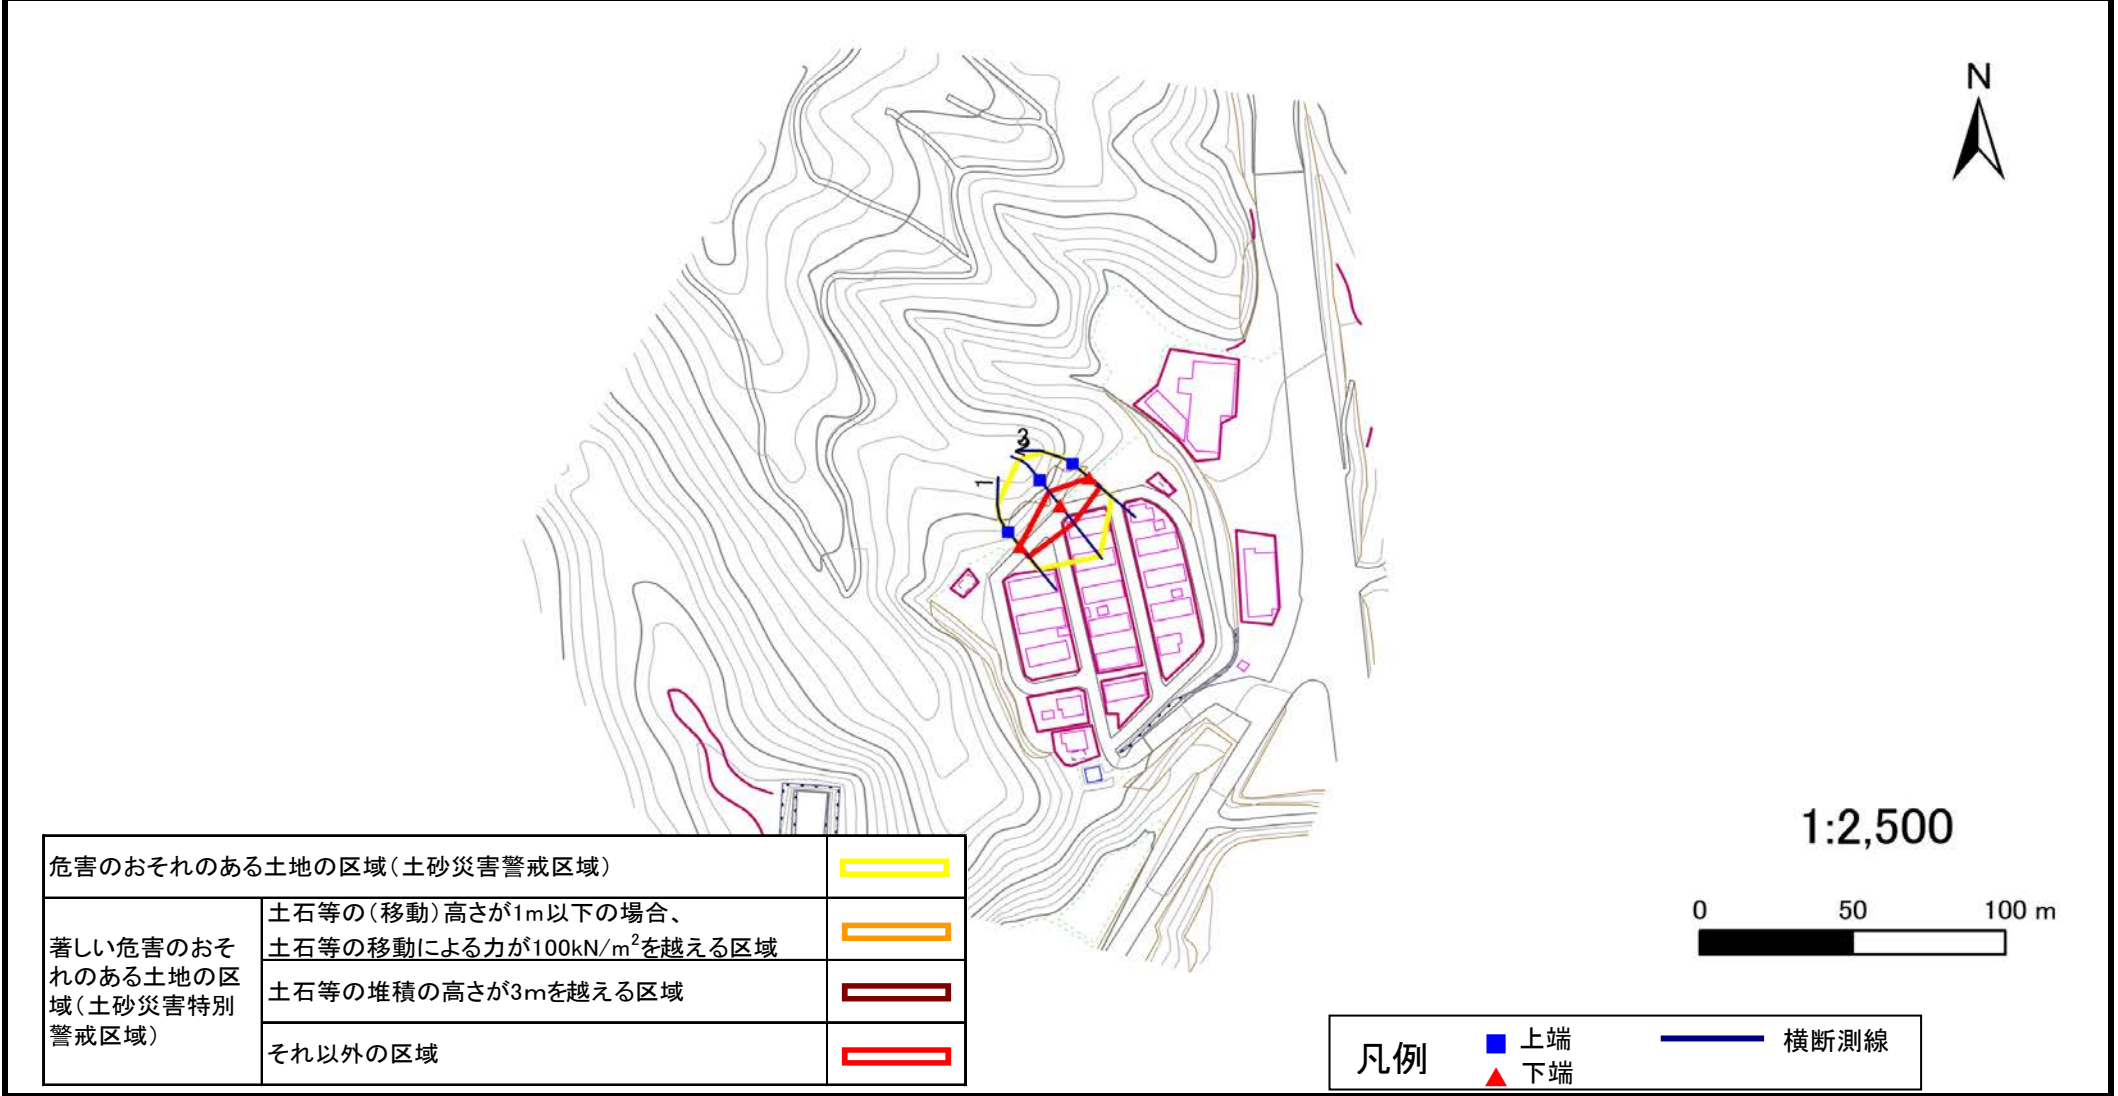 N
3
1
1:2,500
0 50 100 m
危害のおそれのある土地の区域(土砂災害警戒区域)
著しい危害のおそ
れのある土地の区
域(土砂災害特別
警戒区域)
土石等の(移動)高さが1m以下の場合、
土石等の移動による力が100kN/m²を越える区域
土石等の堆積の高さが3mを越える区域
それ以外の区域
凡例
上端
下端
横断測線